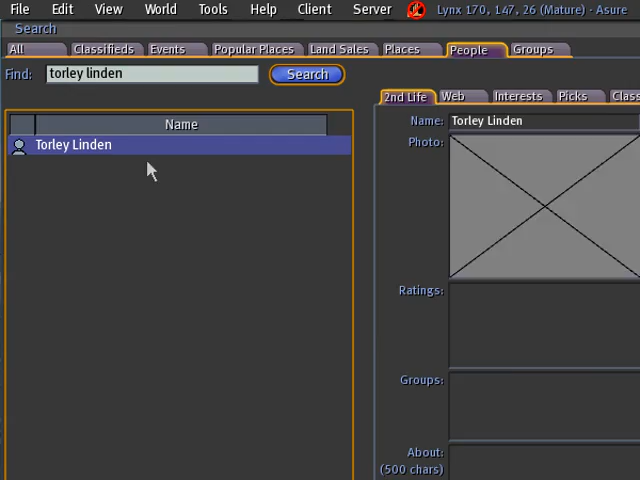 File Edit View World Tools Help Client Server Lynx 170, 147, 26 (Mature) - Asure
Search
All Classifieds Events Popular Places Land Sales Places People Groups
Find: torley linden Search
2nd Life Web Interests Picks Class
Name
Name: Torley Linden
Torley Linden
Photo:
Ratings:
Groups:
About:
(500 chars)